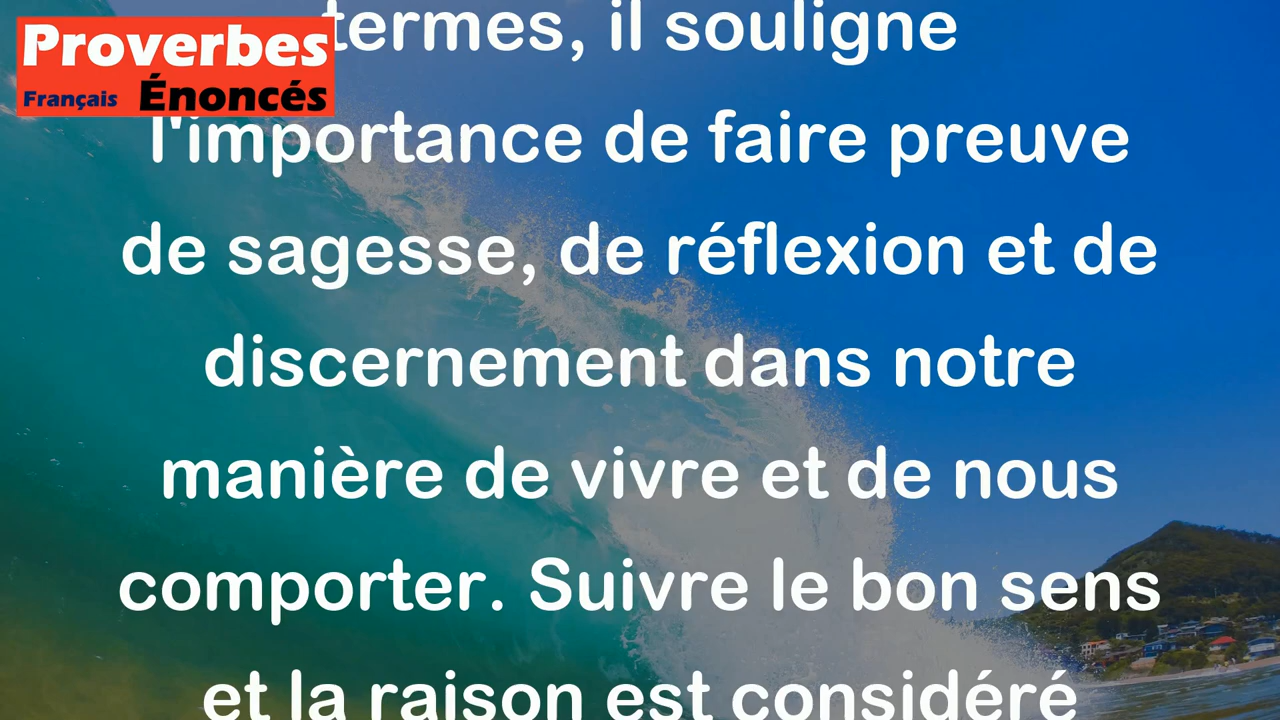 Proverbes
Français Énoncés
termes, il souligne
l'importance de faire preuve
de sagesse, de réflexion et de
discernement dans notre
manière de vivre et de nous
comporter. Suivre le bon sens
et la raison est considéré